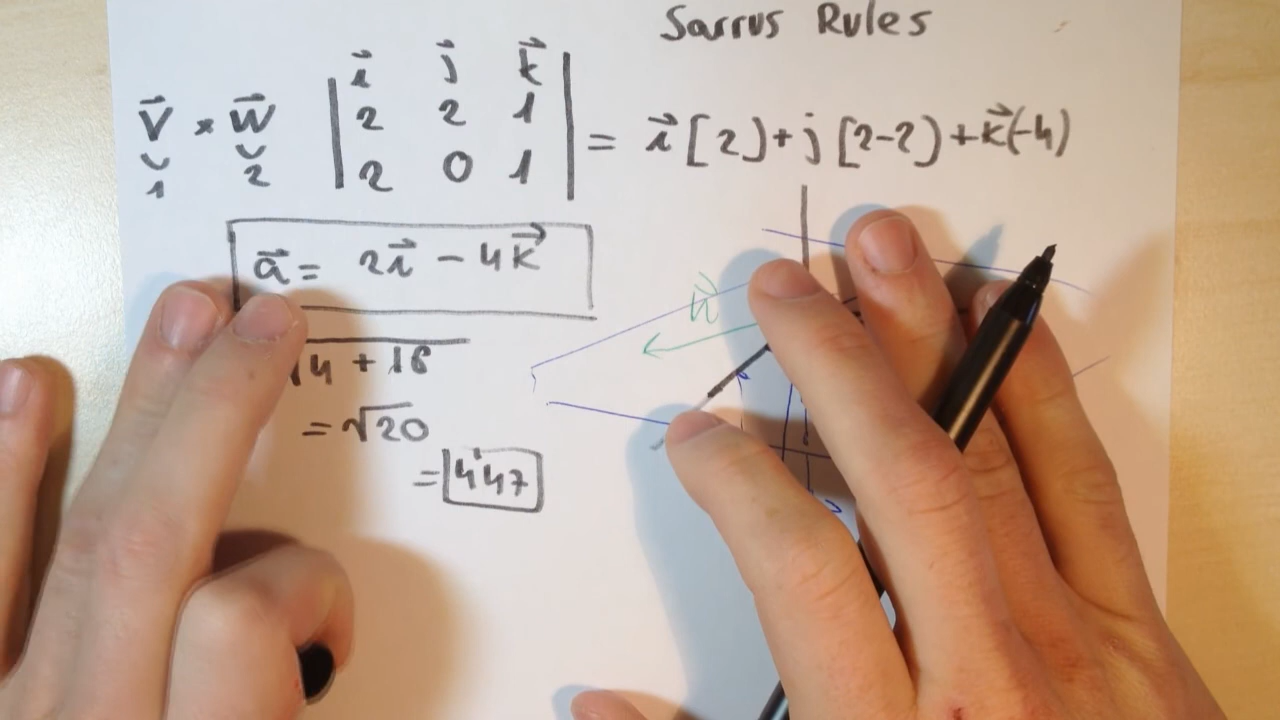 Sarrus Rules
i⃗ j⃗ k⃗
V⃗ × W⃗ | 2 2 1 | = i⃗ [2) + j [2-2) + k⃗(-4)
1 2 | 2 0 1 |
a⃗ = 2i⃗ - 4k⃗
n⃗
√4 + 16
= √20
= 4'47